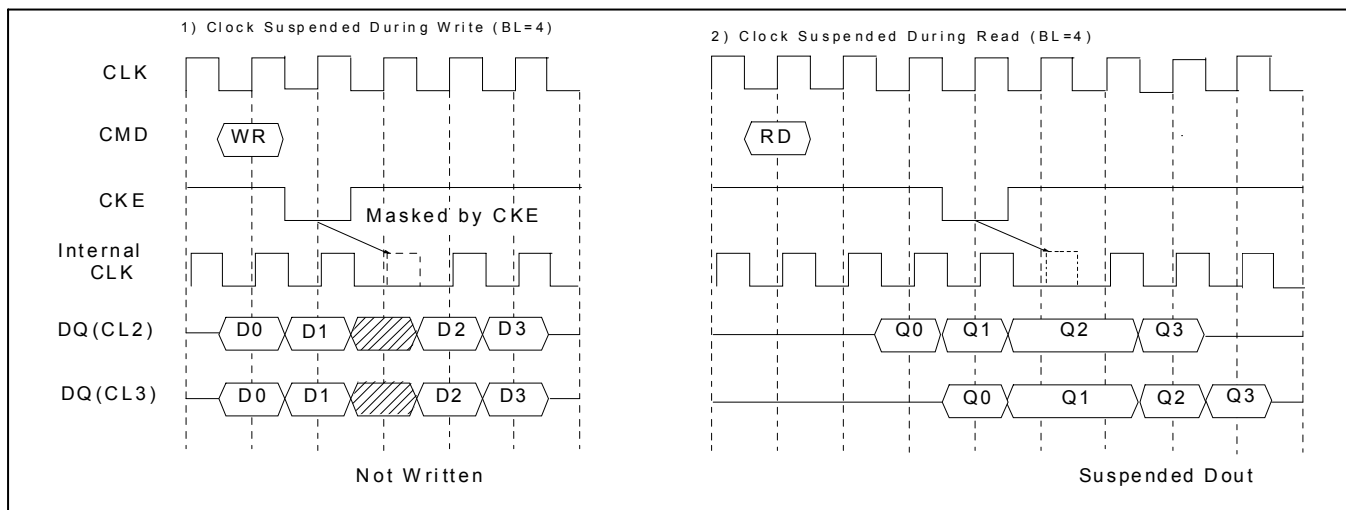 1) Clock Suspended During Write (BL=4)
2) Clock Suspended During Read (BL=4)
CLK
CMD
WR
RD
CKE
Masked by CKE
Internal
CLK
DQ(CL2)
D0
D1
D2
D3
Q0
Q1
Q2
Q3
DQ(CL3)
D0
D1
D2
D3
Q0
Q1
Q2
Q3
Not Written
Suspended Dout